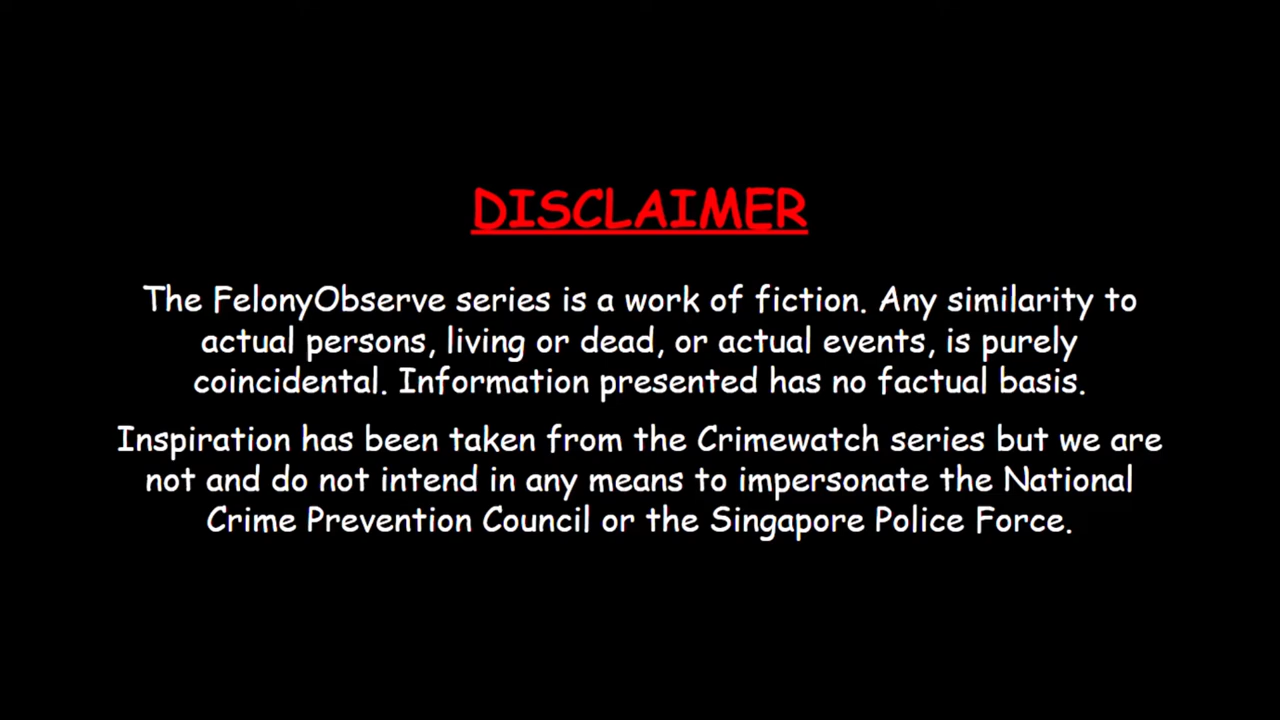 DISCLAIMER
The FelonyObserve series is a work of fiction. Any similarity to
actual persons, living or dead, or actual events, is purely
coincidental. Information presented has no factual basis.
Inspiration has been taken from the Crimewatch series but we are
not and do not intend in any means to impersonate the National
Crime Prevention Council or the Singapore Police Force.